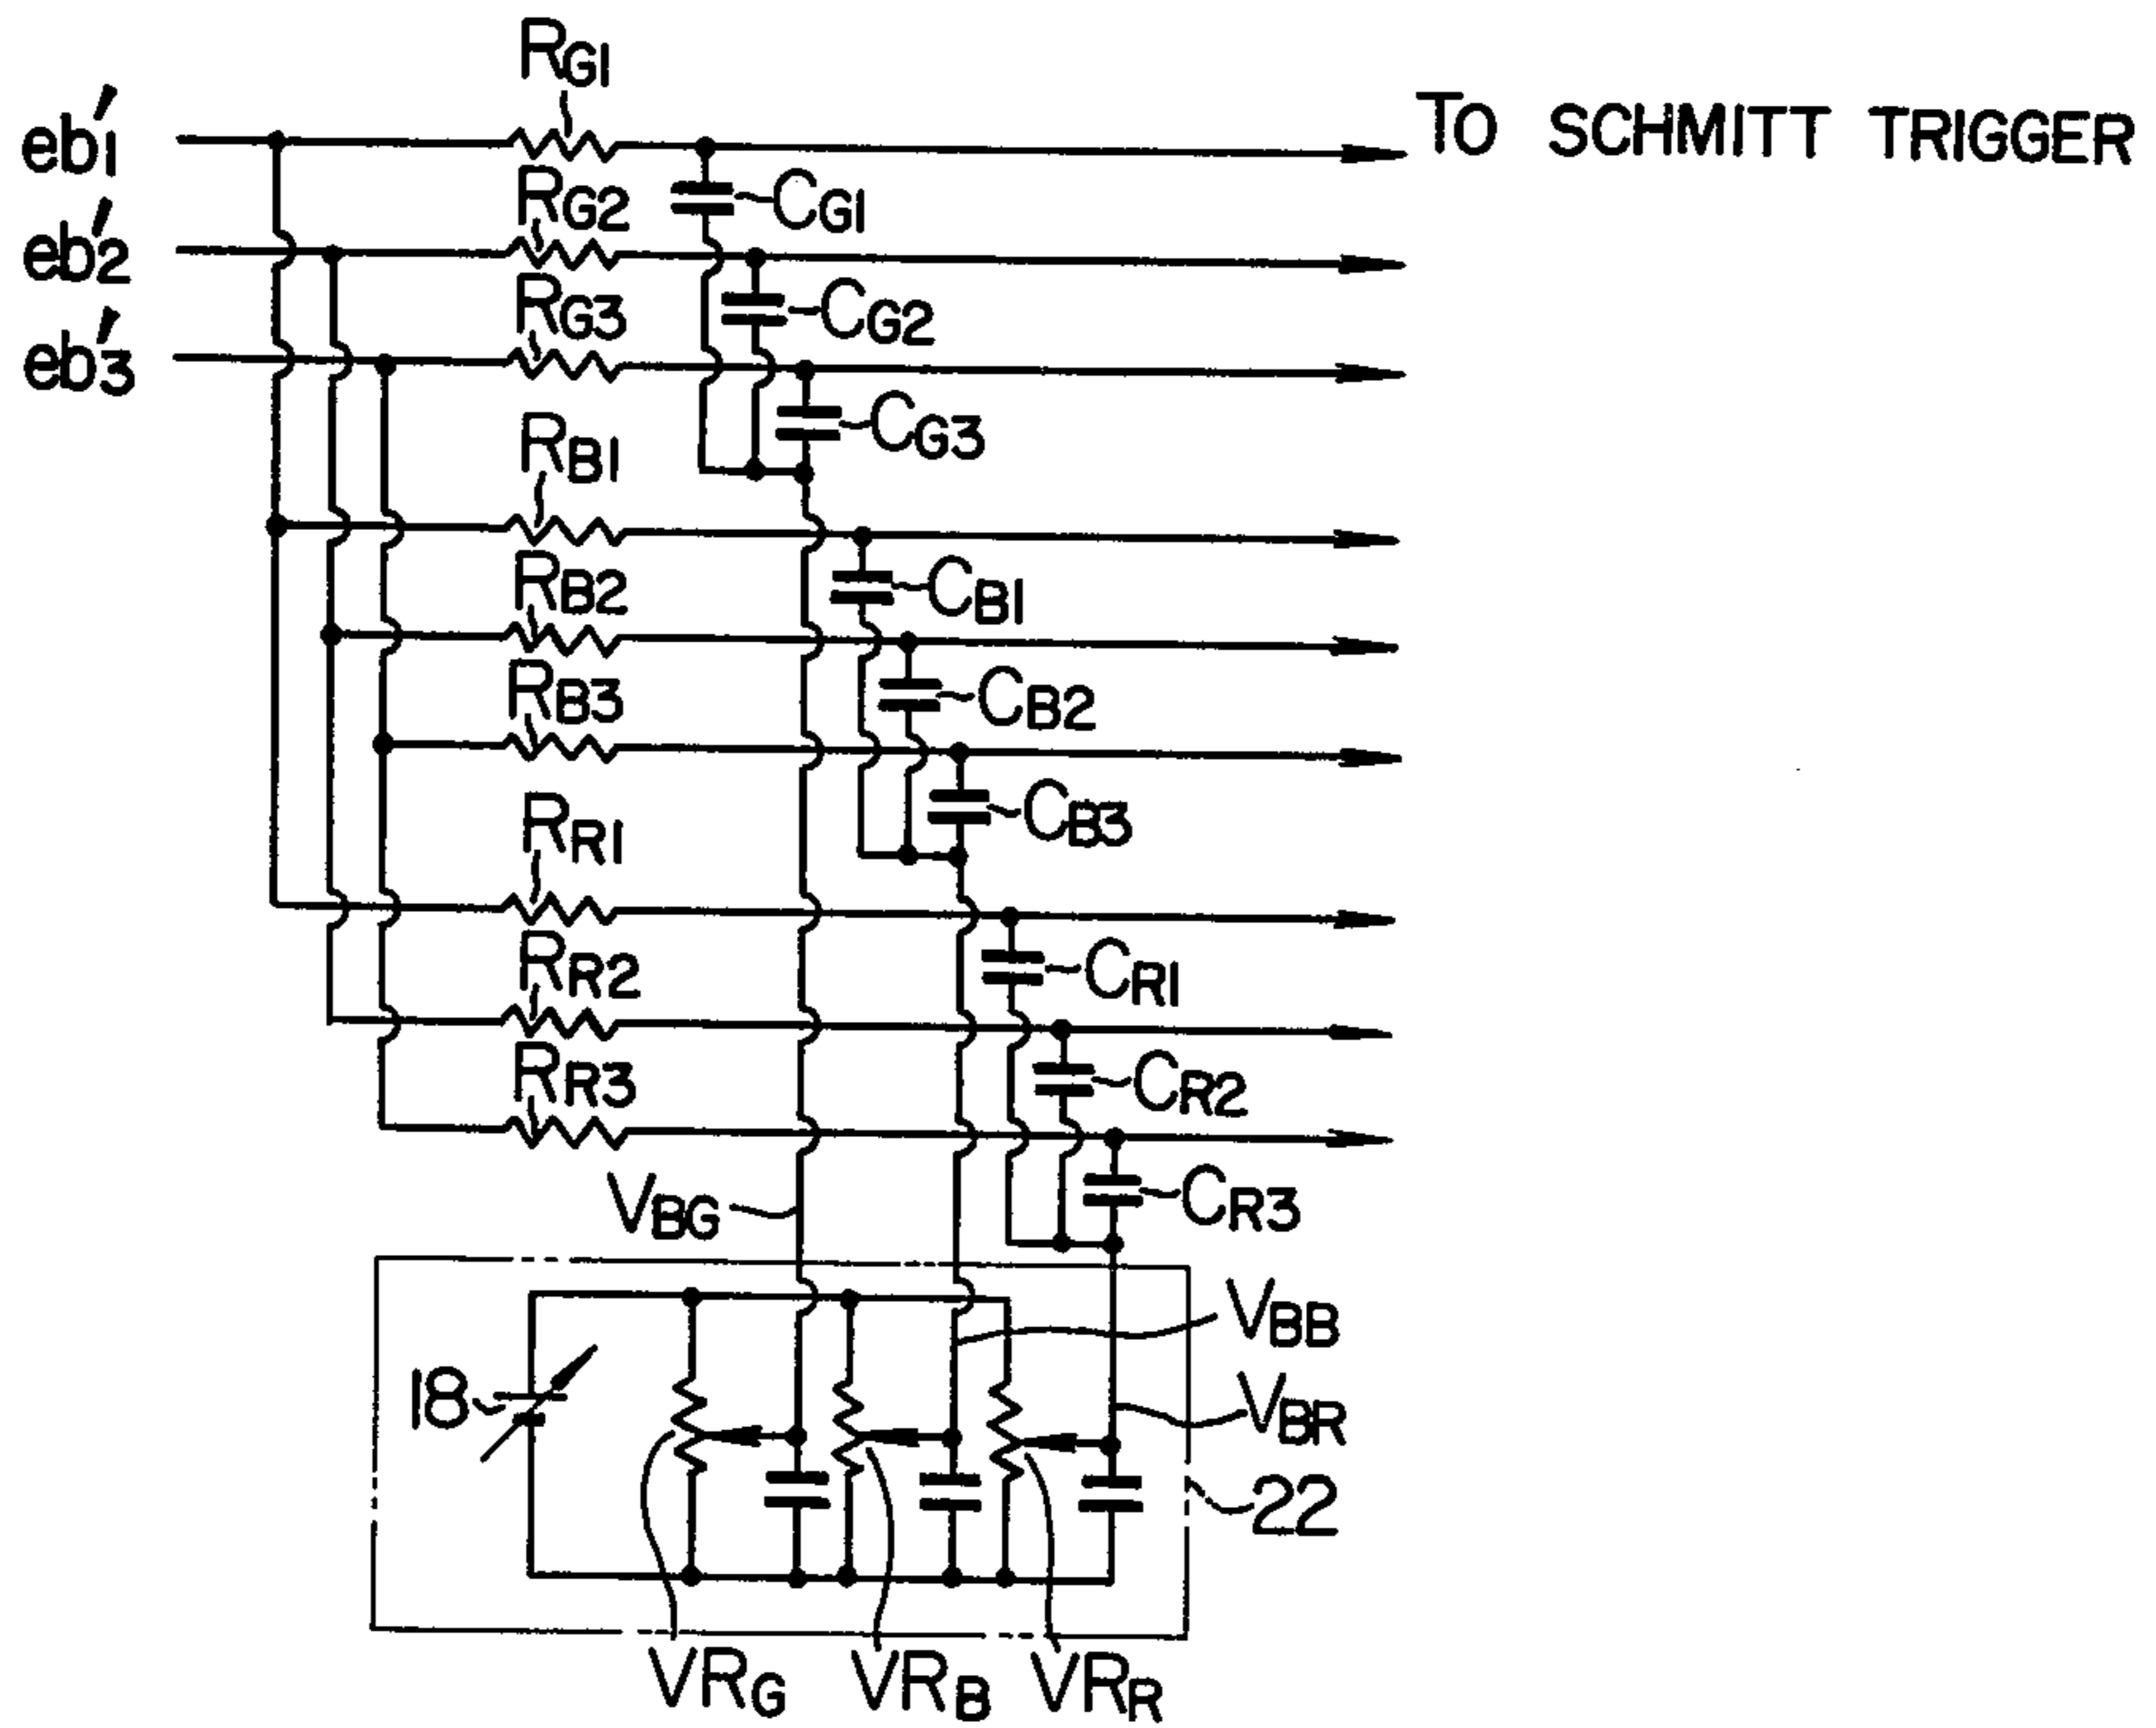 RG1
eb'1
TO SCHMITT TRIGGER
RG2
CG1
eb'2
RG3
CG2
eb'3
CG3
RB1
RB2
CB1
RB3
CB2
CB3
RR1
RR2
CR1
RR3
CR2
CR3
VBG
VBB
18
VBR
22
VRG
VRB
VRR